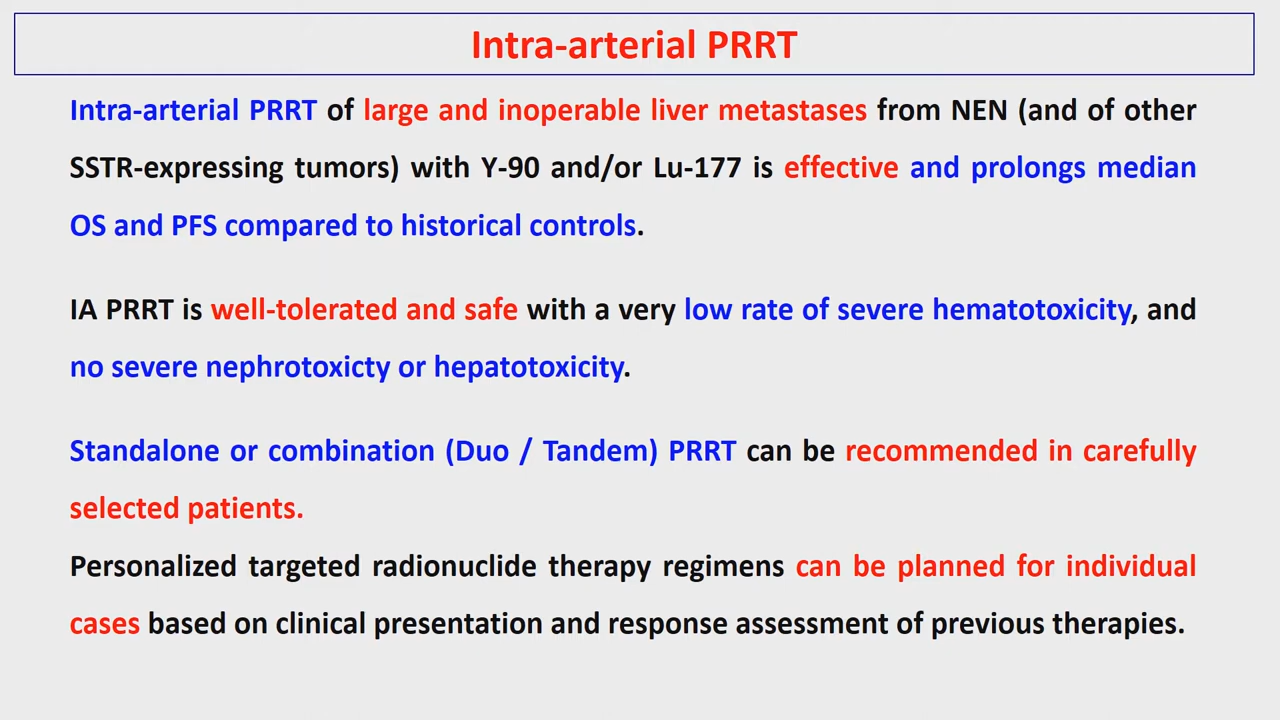 Intra-arterial PRRT
Intra-arterial PRRT of large and inoperable liver metastases from NEN (and of other
SSTR-expressing tumors) with Y-90 and/or Lu-177 is effective and prolongs median
OS and PFS compared to historical controls.
IA PRRT is well-tolerated and safe with a very low rate of severe hematotoxicity, and
no severe nephrotoxicty or hepatotoxicity.
Standalone or combination (Duo / Tandem) PRRT can be recommended in carefully
selected patients.
Personalized targeted radionuclide therapy regimens can be planned for individual
cases based on clinical presentation and response assessment of previous therapies.